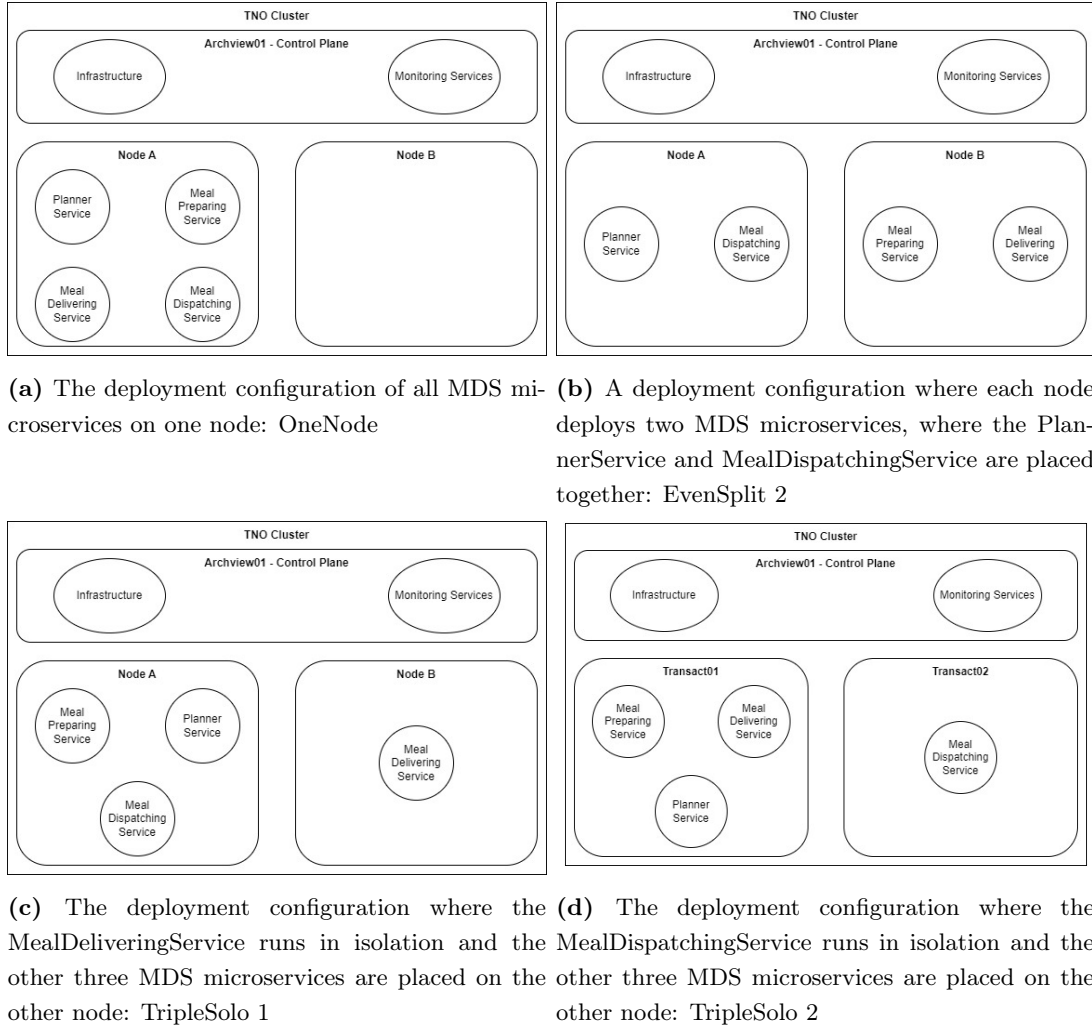 TNO Cluster
Archview01 - Control Plane
Infrastructure
Monitoring Services
Node A
Node B
Planner
Service
Meal
Preparing
Service
Meal
Delivering
Service
Meal
Dispatching
Service
(a) The deployment configuration of all MDS mi-
croservices on one node: OneNode
TNO Cluster
Archview01 - Control Plane
Infrastructure
Monitoring Services
Node A
Node B
Planner
Service
Meal
Dispatching
Service
Meal
Preparing
Service
Meal
Delivering
Service
(b) A deployment configuration where each node
deploys two MDS microservices, where the Plan-
nerService and MealDispatchingService are placed
together: EvenSplit 2
TNO Cluster
Archview01 - Control Plane
Infrastructure
Monitoring Services
Node A
Node B
Meal
Preparing
Service
Planner
Service
Meal
Dispatching
Service
Meal
Delivering
Service
(c) The deployment configuration where the
MealDeliveringService runs in isolation and the
other three MDS microservices are placed on the
other node: TripleSolo 1
TNO Cluster
Archview01 - Control Plane
Infrastructure
Monitoring Services
Transact01
Transact02
Meal
Preparing
Service
Meal
Delivering
Service
Planner
Service
Meal
Dispatching
Service
(d) The deployment configuration where the
MealDispatchingService runs in isolation and the
other three MDS microservices are placed on the
other node: TripleSolo 2